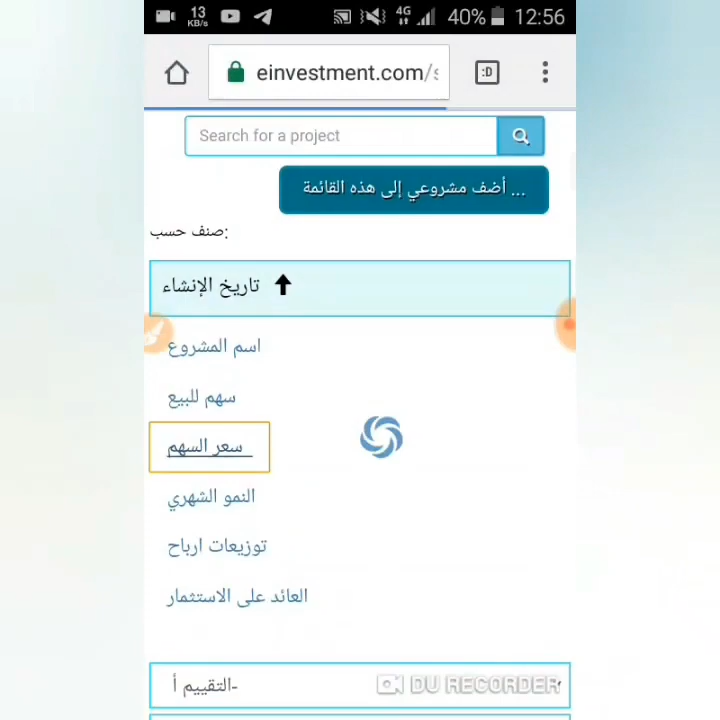 13
KB/s
4G
40%
12:56
einvestment.com/s
:D
Search for a project
أضف مشروعي إلى هذه القائمة ...
صنف حسب:
تاريخ الإنشاء
اسم المشروع
سهم للبيع
سعر السهم
النمو الشهري
توزيعات ارباح
العائد على الاستثمار
التقييم أ-
DU RECORDER